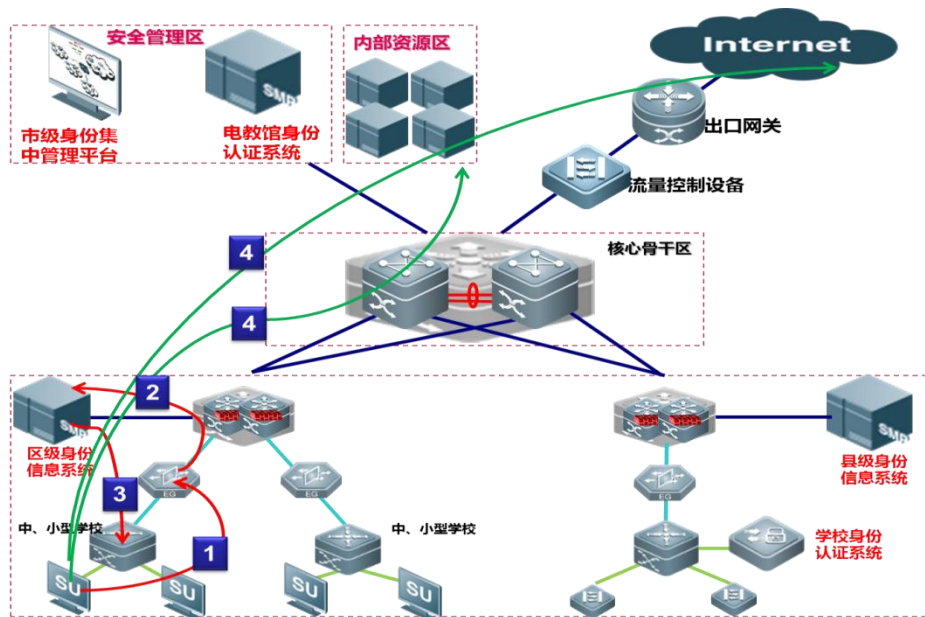 安全管理区
市级身份集
中管理平台
电教馆身份
认证系统
内部资源区
Internet
出口网关
流量控制设备
核心骨干区
4
4
2
区级身份
信息系统
3
EG
EG
中、小型学校
1
SU
SU
中、小型学校
SU
SU
县级身份
信息系统
EG
学校身份
认证系统